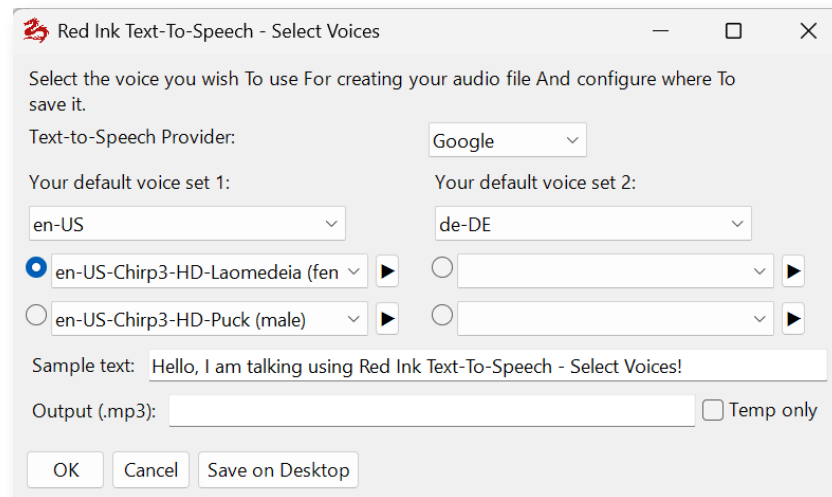 Red Ink Text-To-Speech - Select Voices
Select the voice you wish To use For creating your audio file And configure where To
save it.
Text-to-Speech Provider:
Google
Your default voice set 1:
Your default voice set 2:
en-US
de-DE
en-US-Chirp3-HD-Laomedeia (fen
en-US-Chirp3-HD-Puck (male)
Sample text: Hello, I am talking using Red Ink Text-To-Speech - Select Voices!
Output (.mp3):
Temp only
OK
Cancel
Save on Desktop